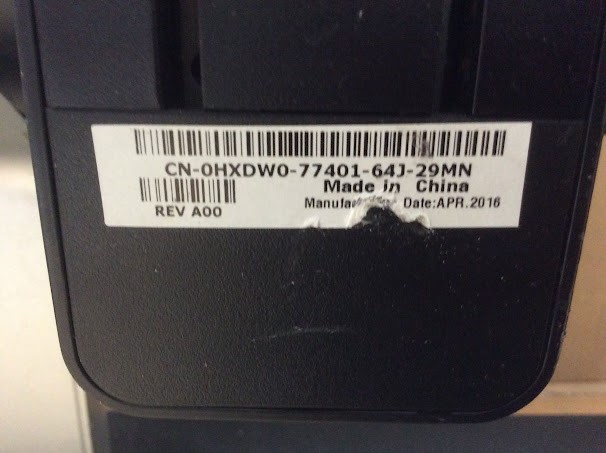 CN-0HXDW0-77401-64J-29MN
Made in China
REV A00
Date:APR.2016